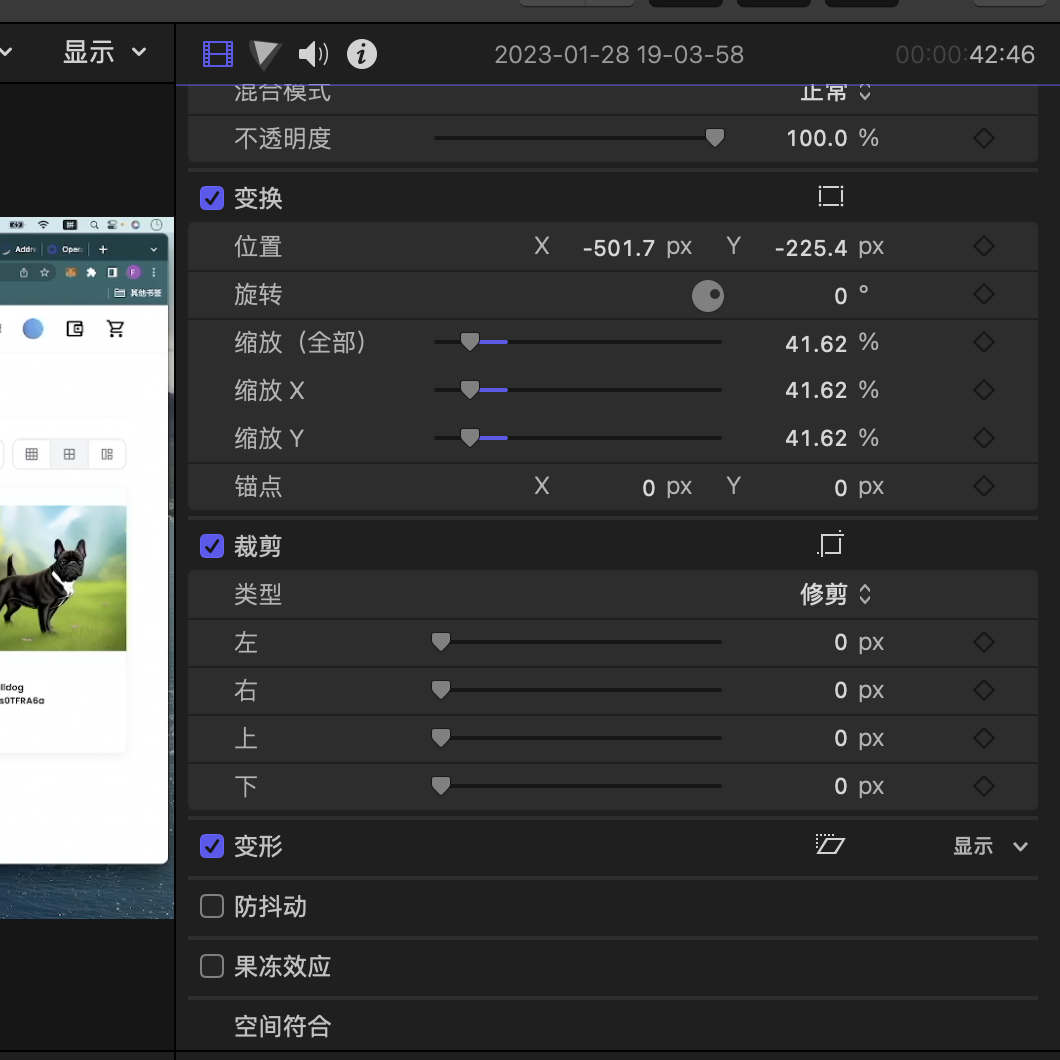 显示
2023-01-28 19-03-58
00:00:42:46
混合模式 正常
不透明度 100.0 %
变换
位置 X -501.7 px Y -225.4 px
旋转 0 °
缩放（全部） 41.62 %
缩放 X 41.62 %
缩放 Y 41.62 %
锚点 X 0 px Y 0 px
裁剪
类型 修剪
左 0 px
右 0 px
上 0 px
下 0 px
变形 显示
防抖动
果冻效应
空间符合
Addr
Open
F
其他书签
lldog
s0TFRA6a